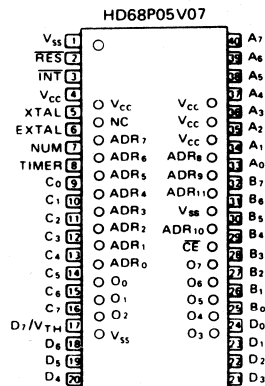 HD68P05V07
VSS 1 40 A7
RES 2 39 A6
INT 3 38 A5
VCC 4 37 A4
XTAL 5 VCC VCC 36 A3
EXTAL 6 NC VCC 35 A2
NUM 7 ADR7 VCC 34 A1
TIMER 8 ADR6 ADR8 33 A0
C0 9 ADR5 ADR9 32 B7
C1 10 ADR4 ADR11 31 B6
C2 11 ADR3 VSS 30 B5
C3 12 ADR2 ADR10 29 B4
C4 13 ADR1 CE 28 B3
C5 14 ADR0 O7 27 B2
C6 15 O0 O6 26 B1
C7 16 O1 O5 25 B0
D7/VTH 17 O2 O4 24 D0
D6 18 VSS O3 23 D1
D5 19 22 D2
D4 20 21 D3